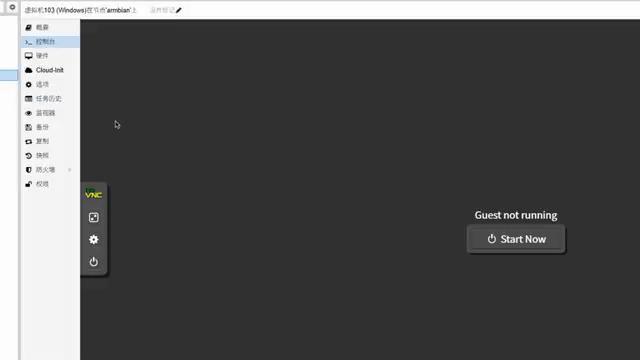 虚拟机103 (Windows)在节点'armbian'上
没有标记
概要
控制台
硬件
Cloud-Init
选项
任务历史
监视器
备份
复制
快照
防火墙
权限
VNC
Guest not running
Start Now